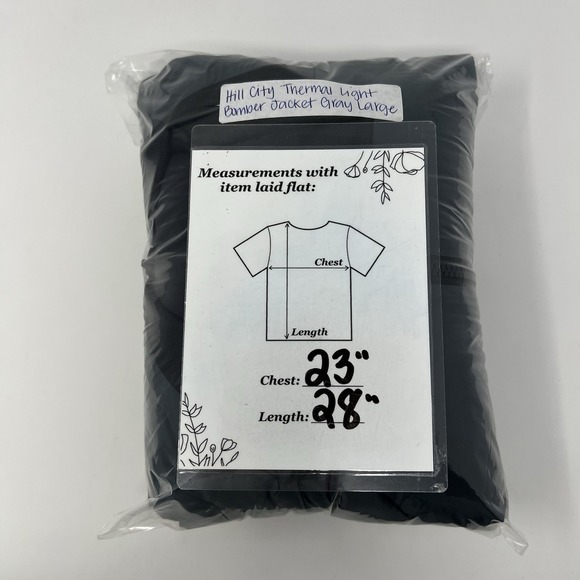 Hill City Thermal Light
Bomber Jacket Gray Large
Measurements with
item laid flat:
Chest
Length
Chest: 23"
Length: 28"